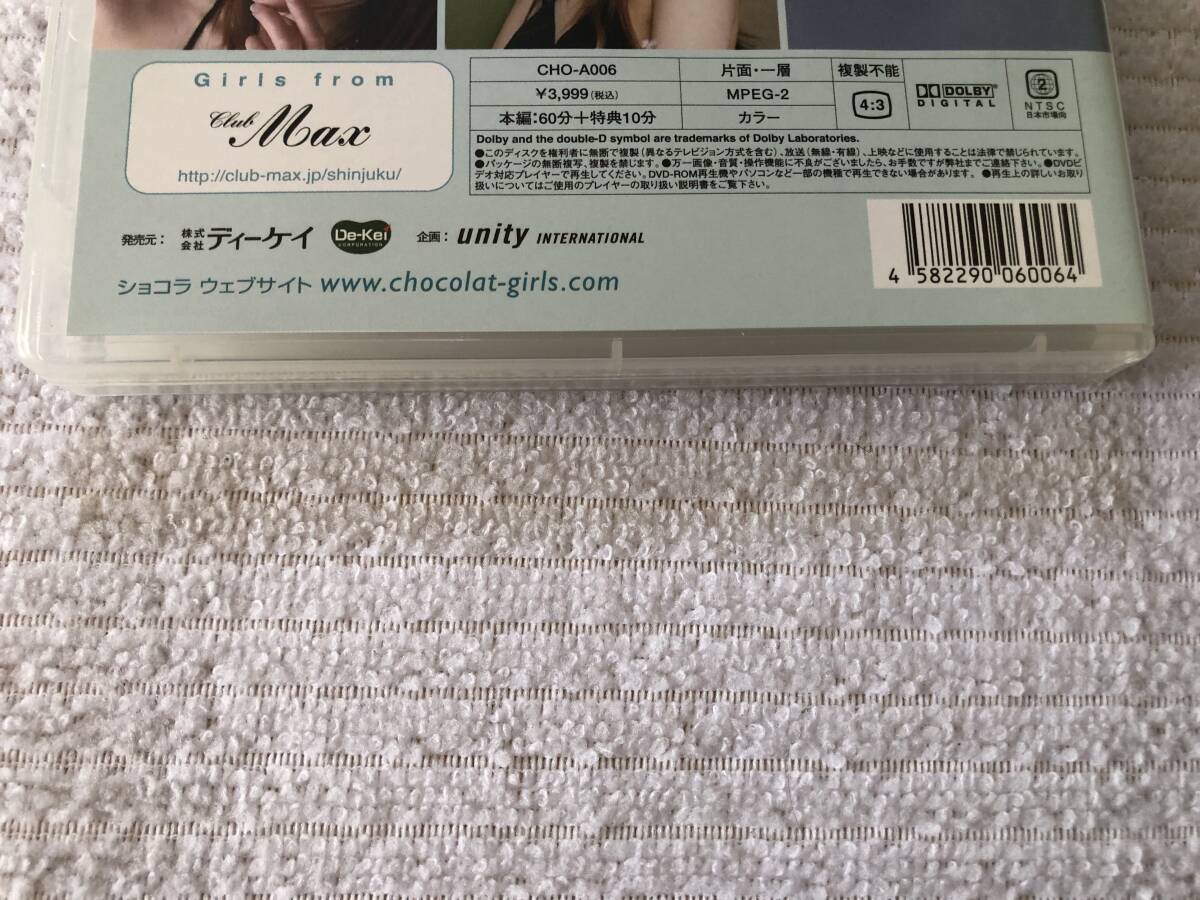 Girls from
Club Max
http://club-max.jp/shinjuku/
CHO-A006 片面・一層 複製不能
¥3,999(税込) MPEG-2 4:3 DOLBY DIGITAL 2 NTSC 日本市場向
本編:60分+特典10分 カラー
Dolby and the double-D symbol are trademarks of Dolby Laboratories.
●このディスクを権利者に無断で複製(異なるテレビジョン方式を含む)、放送(無線・有線)、上映などに使用することは法律で禁じられています。
●パッケージの無断複写、複製を禁じます。●万一画像・音質・操作機能に不良がございましたら、お手数ですが弊社までご連絡下さい。●DVDビ
デオ対応プレイヤーで再生してください。DVD-ROM再生機やパソコンなど一部の機種で再生できない場合があります。 ●再生上の詳しいお取り
扱いについてはご使用のプレイヤーの取り扱い説明書をご覧下さい。
発売元: 株式会社ディーケイ De-Kei CORPORATION 企画: unity INTERNATIONAL
ショコラ ウェブサイト www.chocolat-girls.com
4 582290 060064